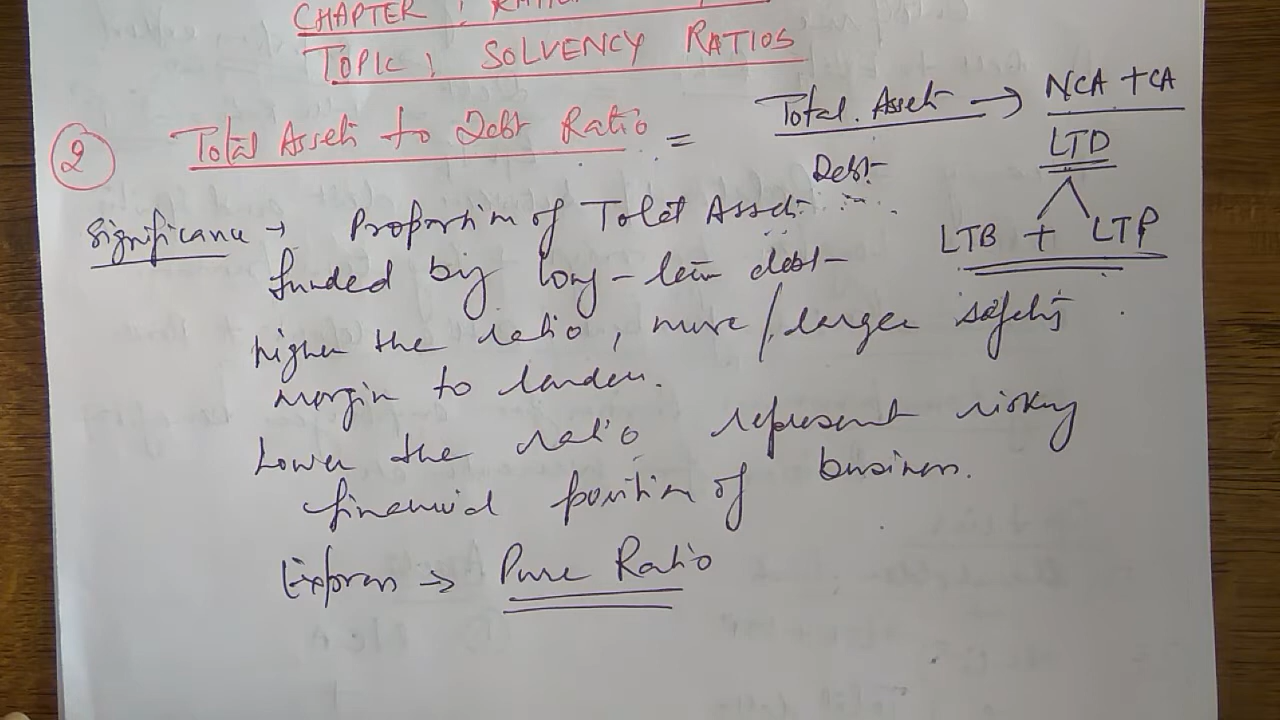 CHAPTER :
TOPIC : SOLVENCY RATIOS
2 Total Assets to Debt Ratio = Total Assets → NCA + CA
Debt LTD
LTB + LTP
Significance → Proportion of Total Assets
funded by long-term debt
higher the ratio, more/larger safety
margin to lenders.
Lower the ratio represent risky
financial position of business.
Express → Pure Ratio